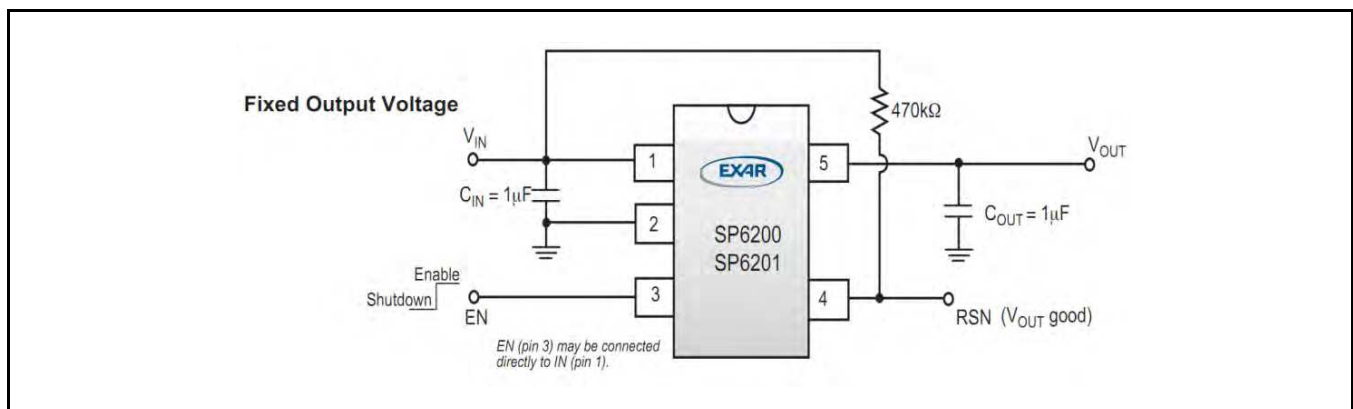 Fixed Output Voltage
470kΩ
VIN
1
EXAR
5
VOUT
CIN = 1µF
2
SP6200
SP6201
COUT = 1µF
Enable
Shutdown
EN
3
4
RSN (VOUT good)
EN (pin 3) may be connected
directly to IN (pin 1).